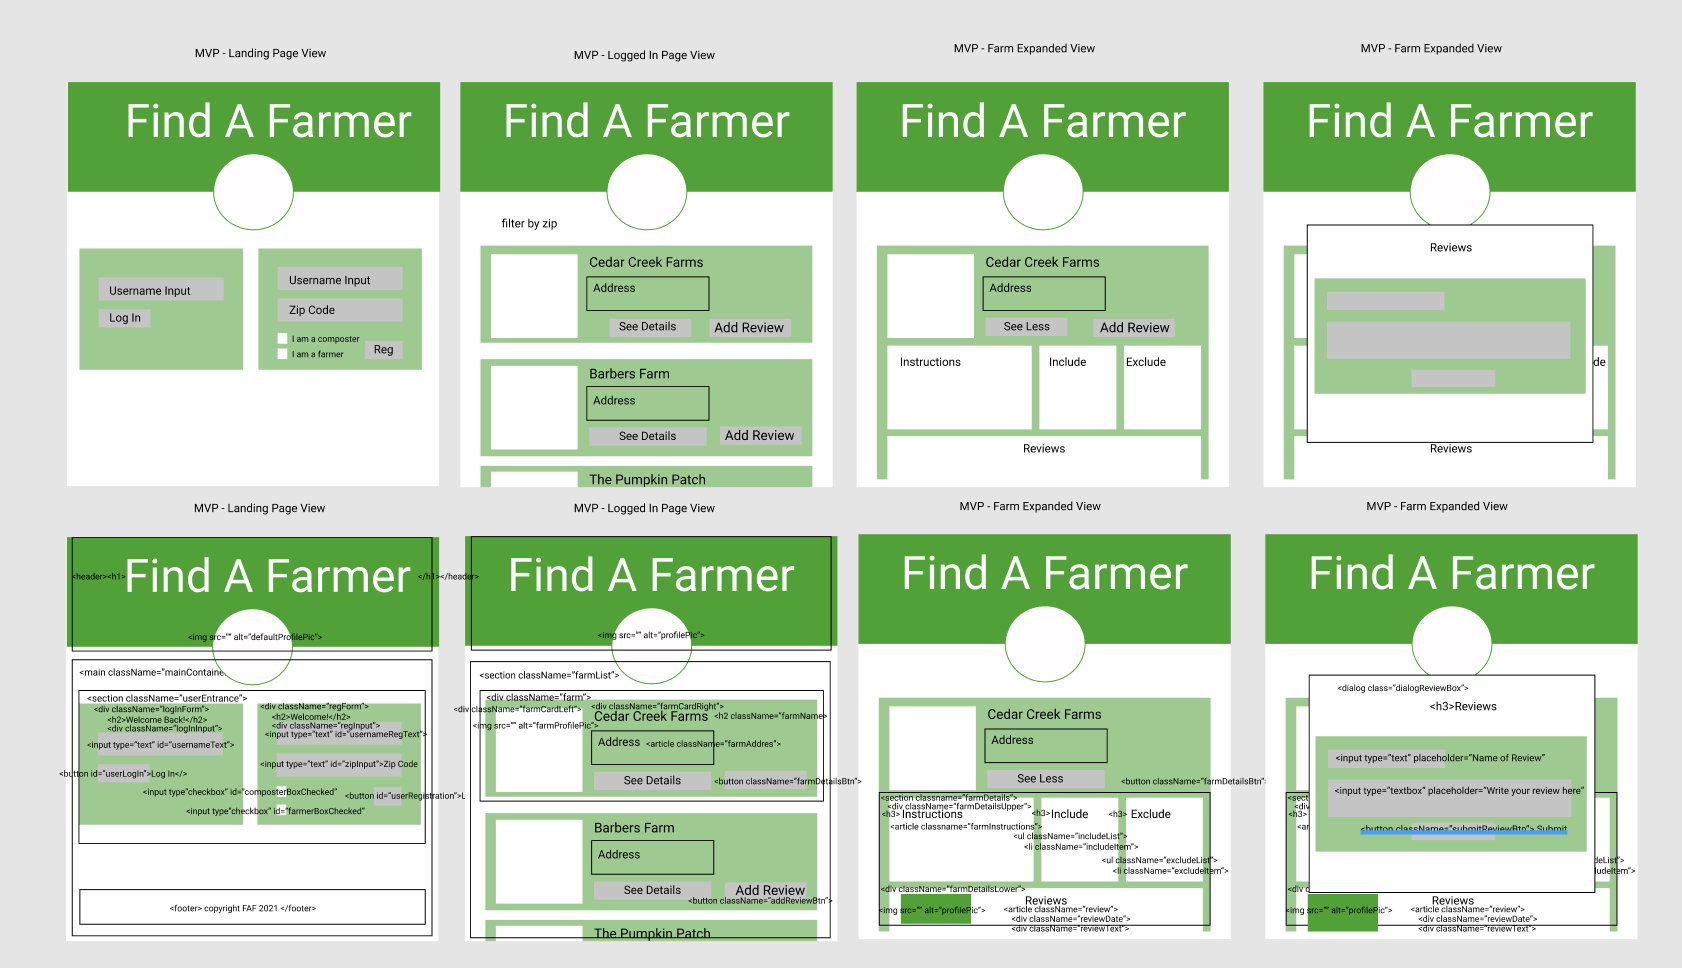 MVP - Landing Page View
MVP - Logged In Page View
MVP - Farm Expanded View
MVP - Farm Expanded View
Find A Farmer
Username Input
Log In
Username Input
Zip Code
I am a composter
I am a farmer
Reg
Find A Farmer
filter by zip
Cedar Creek Farms
Address
See Details
Add Review
Barbers Farm
Address
See Details
Add Review
The Pumpkin Patch
Find A Farmer
Cedar Creek Farms
Address
See Less
Add Review
Instructions
Include
Exclude
Reviews
Find A Farmer
Reviews
de
Reviews
MVP - Landing Page View
MVP - Logged In Page View
MVP - Farm Expanded View
MVP - Farm Expanded View
<header><h1>
Find A Farmer
</h1></header>
<img src="" alt="defaultProfilePic">
<main className="mainContaine
<section className="userEntrance">
<div className="logInForm">
<h2>Welcome Back!</h2>
<div className="logInInput">
<input type="text" id="usernameText">
<button id="userLogIn">Log In</>
<div className="regForm">
<h2>Welcome!</h2>
<div className="regInput">
<input type="text" id="usernameRegText">
<input type="text" id="zipInput">Zip Code
<input type"checkbox" id="composterBoxChecked">
<button id="userRegistration">L
<input type"checkbox" id="farmerBoxChecked">
<footer> copyright FAF 2021 </footer>
Find A Farmer
<img src="" alt="profilePic">
<section className="farmList">
<div className="farm">
<div className="farmCardLeft">
<div className="farmCardRight">
Cedar Creek Farms
<h2 className="farmName>
<img src="" alt="farmProfilePic">
Address
<article className="farmAddres">
See Details
<button className="farmDetailsBtn">
Barbers Farm
Address
See Details
Add Review
<button className="addReviewBtn">
The Pumpkin Patch
Find A Farmer
Cedar Creek Farms
Address
See Less
<button className="farmDetailsBtn">
<section classname="farmDetails">
<div className="farmDetailsUpper">
<h3>Instructions
<h3>Include
<h3> Exclude
<article classname="farmInstructions">
<ul className="includeList">
<li className="includeItem">
<ul className="excludeList">
<li className="excludeItem">
<div className="farmDetailsLower">
Reviews
<img src="" alt="profilePic">
<article className="review">
<div className="reviewDate">
<div className="reviewText">
Find A Farmer
<dialog class="dialogReviewBox">
<h3>Reviews
<input type="text" placeholder="Name of Review"
<input type="textbox" placeholder="Write your review here"
<button className="submitReviewBtn"> Submit
<sect
<div
<h3>
<ar
deList">
deItem">
<div c
Reviews
<img src="" alt="profilePic">
<article className="review">
<div className="reviewDate">
<div className="reviewText">